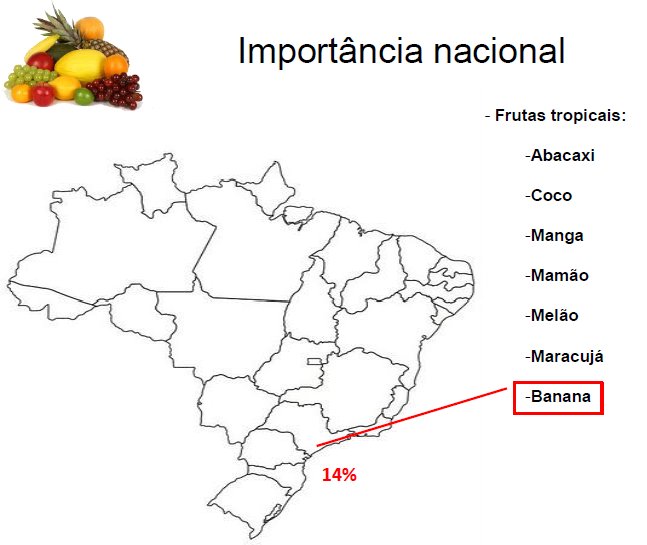 Importância nacional
- Frutas tropicais:
-Abacaxi
-Coco
-Manga
-Mamão
-Melão
-Maracujá
-Banana
14%